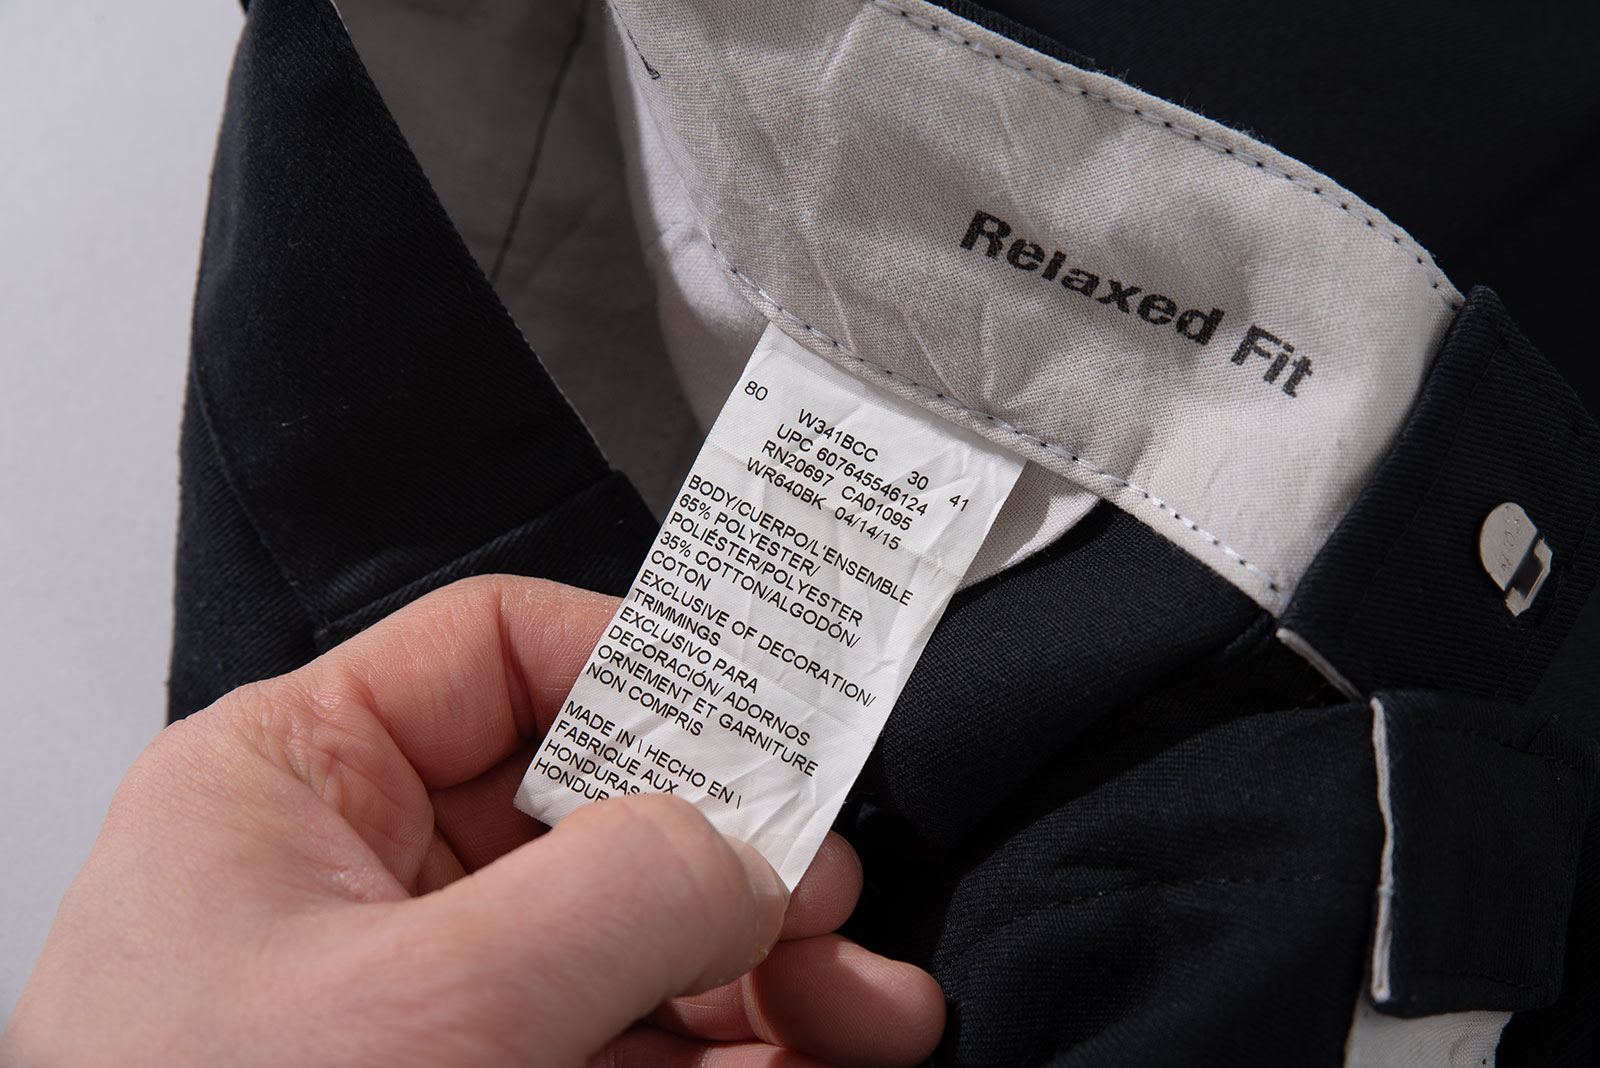 Relaxed Fit
80 W341BCC 30 41
UPC 607645546124
RN20697 CA01095
WR640BK 04/14/15
BODY/CUERPO/L'ENSEMBLE
65% POLYESTER/
POLIÉSTER/POLYESTER
35% COTTON/ALGODÓN/
COTON
EXCLUSIVE OF DECORATION/
TRIMMINGS
EXCLUSIVO PARA
DECORACIÓN/ ADORNOS
ORNEMENT ET GARNITURE
NON COMPRIS
MADE IN \ HECHO EN \
FABRIQUE AUX
HONDURAS/